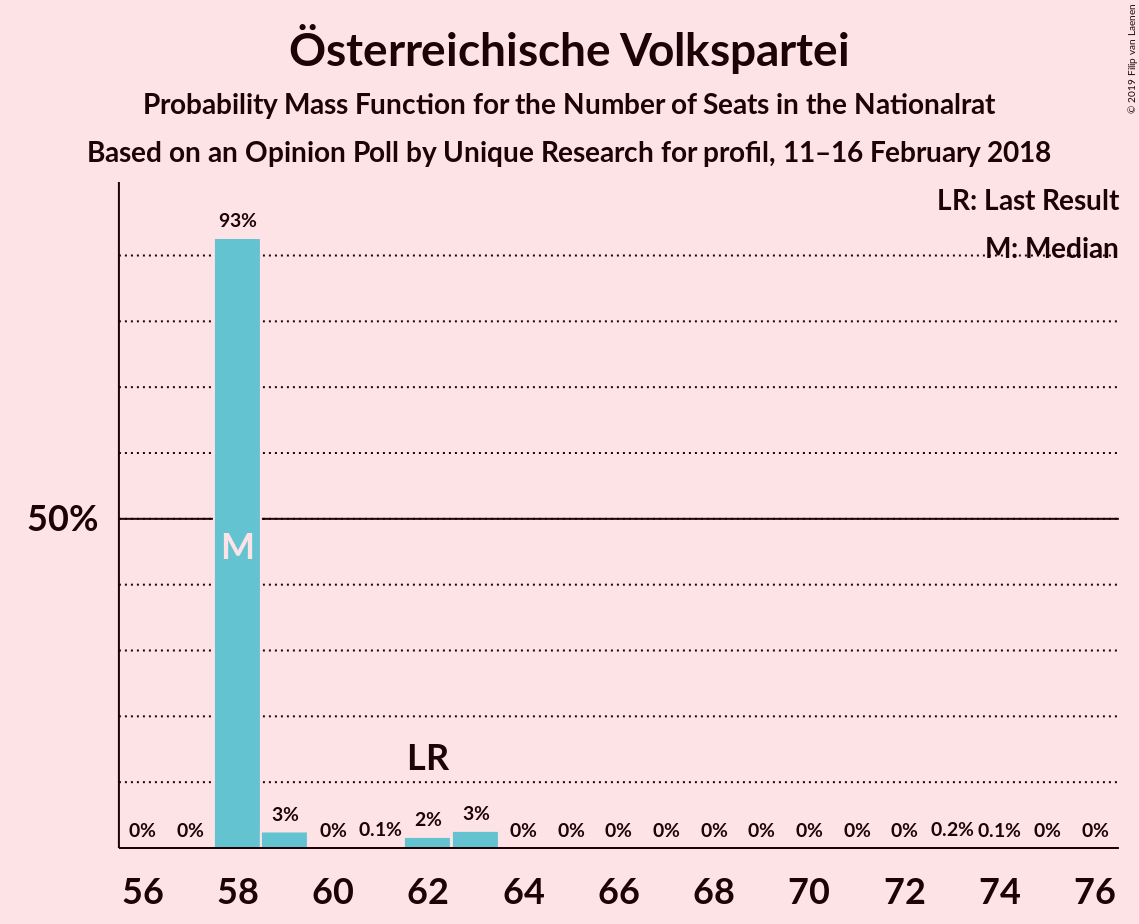 Österreichische Volkspartei
Probability Mass Function for the Number of Seats in the Nationalrat
Based on an Opinion Poll by Unique Research for profil, 11–16 February 2018
© 2019 Filip van Laenen
LR: Last Result
M: Median
93%
50%
M
LR
0% 0% 3% 0% 0.1% 2% 3% 0% 0% 0% 0% 0% 0% 0% 0% 0% 0.2% 0.1% 0% 0%
56 58 60 62 64 66 68 70 72 74 76